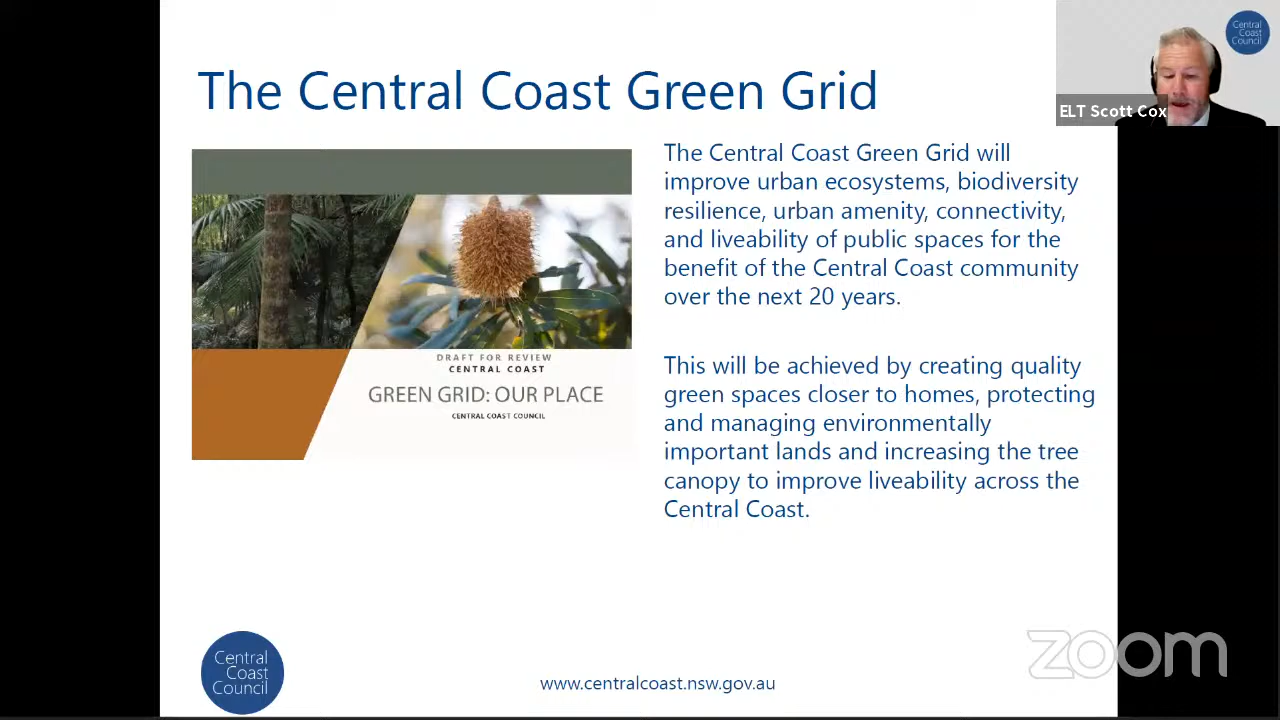 The Central Coast Green Grid
Central
Coast
Council
ELT Scott Cox
The Central Coast Green Grid will
improve urban ecosystems, biodiversity
resilience, urban amenity, connectivity,
and liveability of public spaces for the
benefit of the Central Coast community
over the next 20 years.
This will be achieved by creating quality
green spaces closer to homes, protecting
and managing environmentally
important lands and increasing the tree
canopy to improve liveability across the
Central Coast.
DRAFT FOR REVIEW
CENTRAL COAST
GREEN GRID: OUR PLACE
CENTRAL COAST COUNCIL
Central
Coast
Council
www.centralcoast.nsw.gov.au
zoom